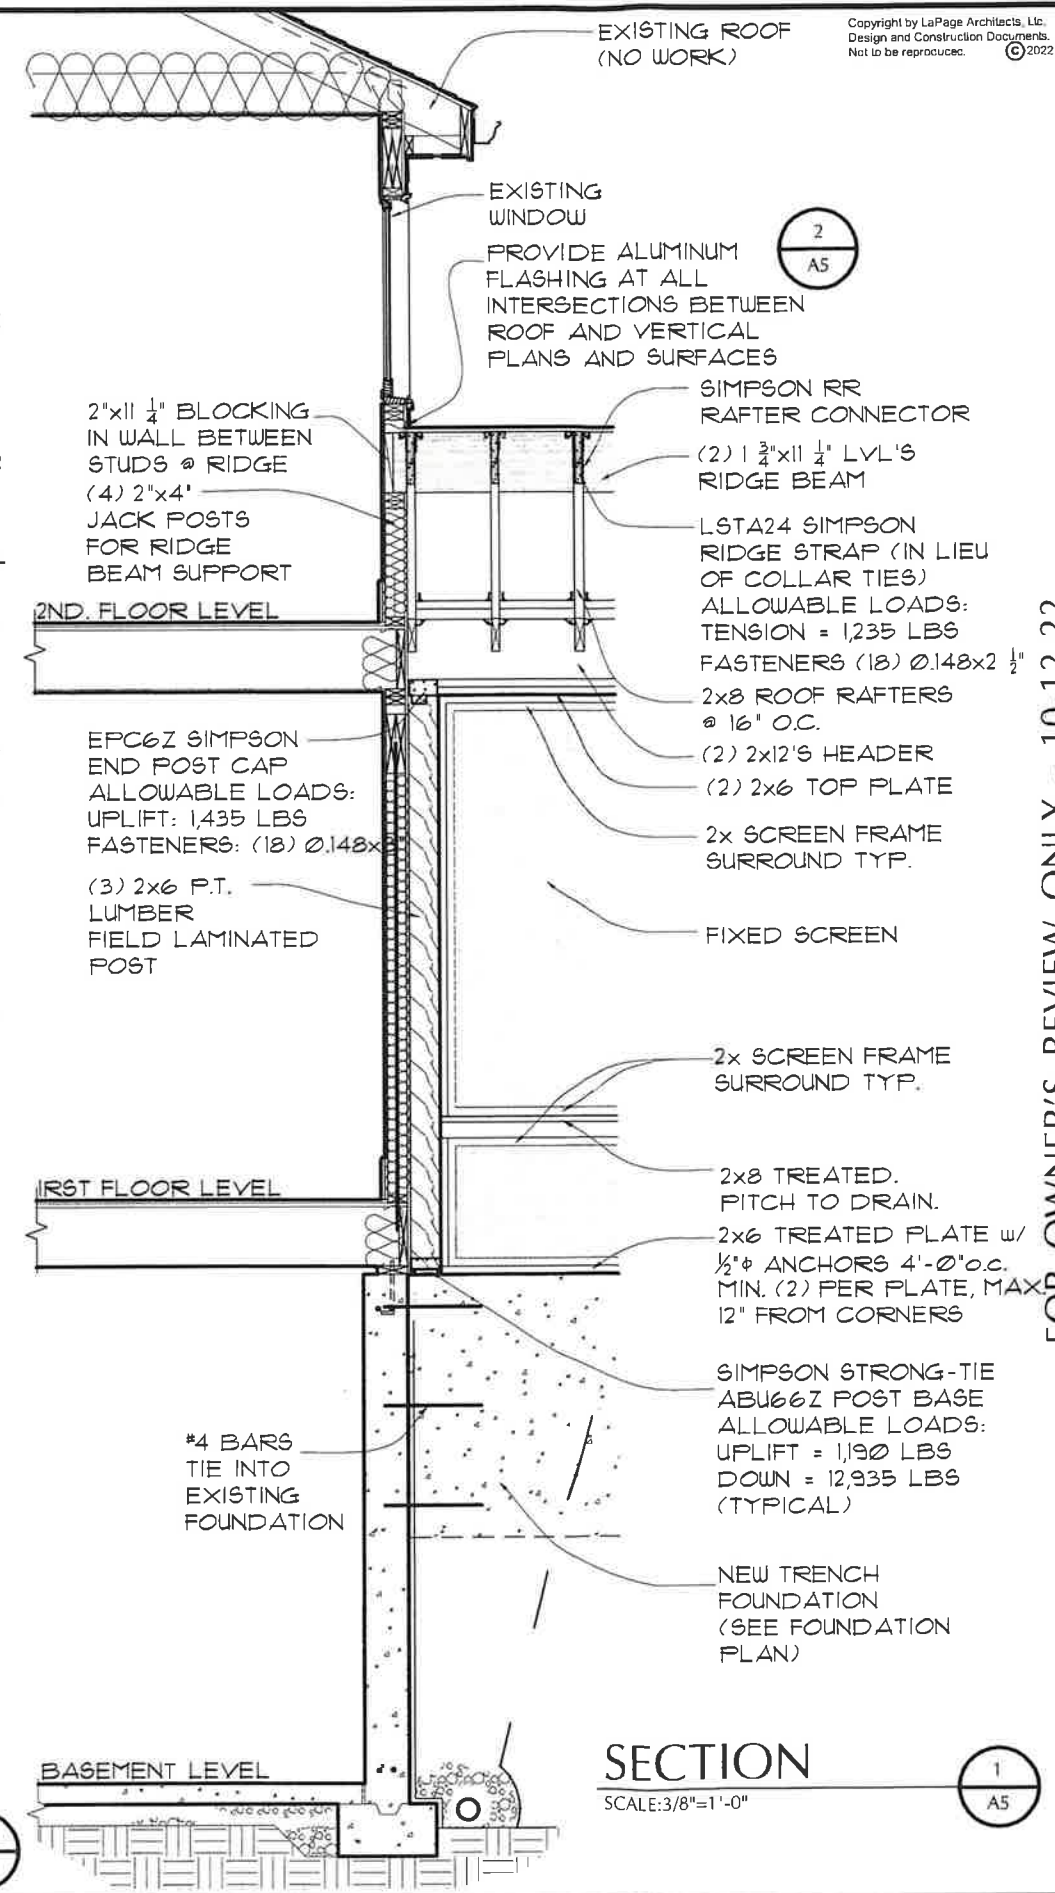 Copyright by LaPage Architects, Llc.
Design and Construction Documents.
Not to be reproduced. © 2022
EXISTING ROOF
(NO WORK)
EXISTING
WINDOW
2
A5
PROVIDE ALUMINUM
FLASHING AT ALL
INTERSECTIONS BETWEEN
ROOF AND VERTICAL
PLANS AND SURFACES
2"x11 1/4" BLOCKING
IN WALL BETWEEN
STUDS @ RIDGE
(4) 2"x4"
JACK POSTS
FOR RIDGE
BEAM SUPPORT
SIMPSON RR
RAFTER CONNECTOR
(2) 1 3/4"x11 1/4" LVL'S
RIDGE BEAM
LSTA24 SIMPSON
RIDGE STRAP (IN LIEU
OF COLLAR TIES)
ALLOWABLE LOADS:
TENSION = 1,235 LBS
FASTENERS (18) Ø.148x2 1/2"
2ND. FLOOR LEVEL
2x8 ROOF RAFTERS
@ 16" O.C.
(2) 2x12'S HEADER
(2) 2x6 TOP PLATE
EPC6Z SIMPSON
END POST CAP
ALLOWABLE LOADS:
UPLIFT: 1,435 LBS
FASTENERS: (18) Ø.148x
(3) 2x6 P.T.
LUMBER
FIELD LAMINATED
POST
2x SCREEN FRAME
SURROUND TYP.
FIXED SCREEN
2x SCREEN FRAME
SURROUND TYP.
IRST FLOOR LEVEL
2x8 TREATED.
PITCH TO DRAIN.
2x6 TREATED PLATE w/
½"ϕ ANCHORS 4'-0"o.c.
MIN. (2) PER PLATE, MAX.
12" FROM CORNERS
SIMPSON STRONG-TIE
ABU66Z POST BASE
ALLOWABLE LOADS:
UPLIFT = 1,190 LBS
DOWN = 12,935 LBS
(TYPICAL)
#4 BARS
TIE INTO
EXISTING
FOUNDATION
NEW TRENCH
FOUNDATION
(SEE FOUNDATION
PLAN)
BASEMENT LEVEL
SECTION
SCALE:3/8"=1'-0"
1
A5
FOR OWNER'S REVIEW ONLY 10.12.22